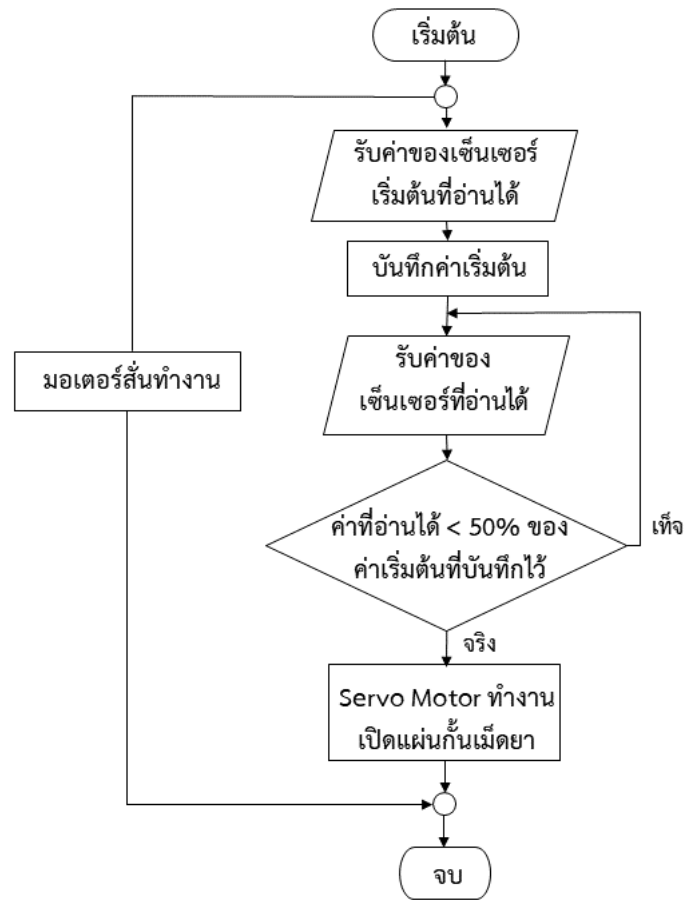 เริ่มต้น
รับค่าของเซ็นเซอร์
เริ่มต้นที่อ่านได้
บันทึกค่าเริ่มต้น
มอเตอร์สั่นทำงาน
รับค่าของ
เซ็นเซอร์ที่อ่านได้
ค่าที่อ่านได้ < 50% ของ
ค่าเริ่มต้นที่บันทึกไว้
เท็จ
จริง
Servo Motor ทำงาน
เปิดแผ่นกั้นเม็ดยา
จบ